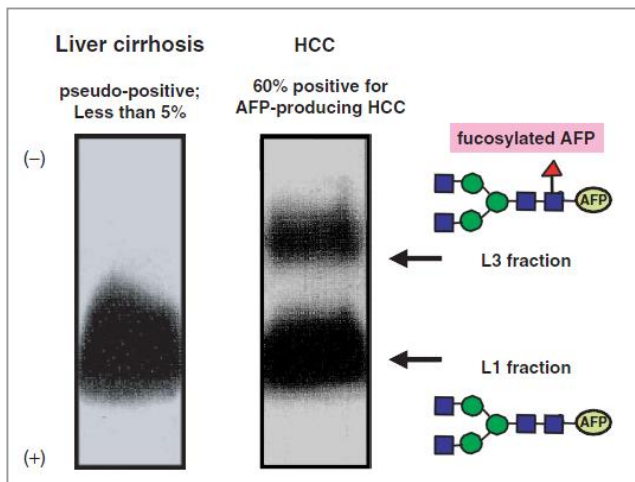 Liver cirrhosis
pseudo-positive;
Less than 5%
HCC
60% positive for
AFP-producing HCC
(–)
(+)
fucosylated AFP
AFP
L3 fraction
L1 fraction
AFP